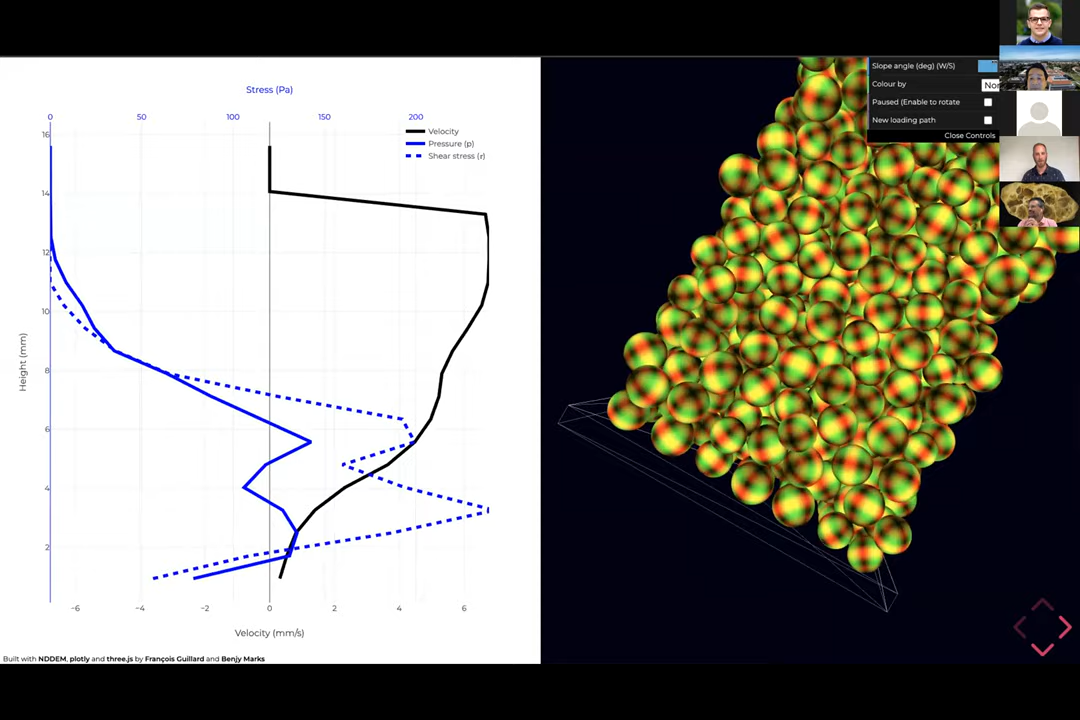 Stress (Pa)
0 50 100 150 200
Velocity
Pressure (p)
Shear stress (τ)
16
14
12
10
8
6
4
2
Height (mm)
−6 −4 −2 0 2 4 6
Velocity (mm/s)
Built with NDDEM, plotly and three.js by François Guillard and Benjy Marks
Slope angle (deg) (W/S)
Colour by
Paused (Enable to rotate
New loading path
Close Controls